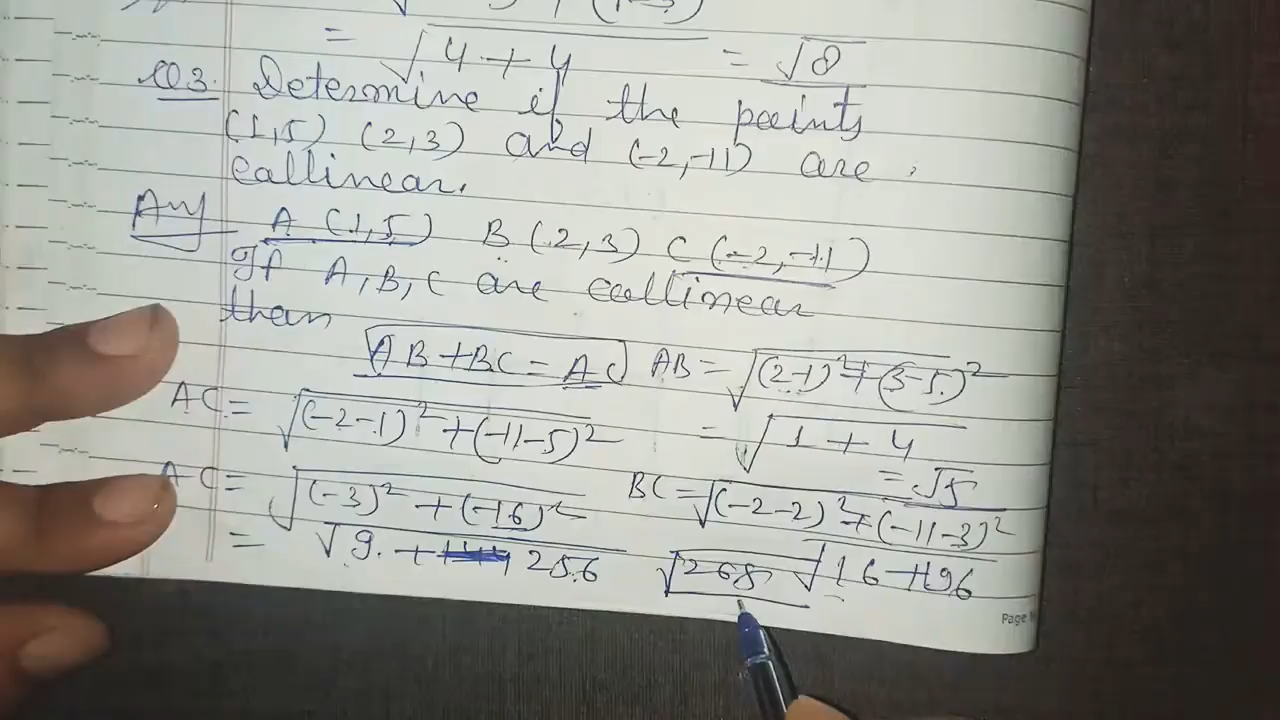 = √4 + 4 = √8
Q3. Determine if the points
(1,5) (2,3) and (-2,-11) are
collinear.
Ans A (1,5) B (2,3) C (-2,-11)
If A, B, C are collinear
then
AB + BC = AC AB = √(2-1)² + (3-5)²
AC = √(-2-1)² + (-11-5)² = √1 + 4
= √5
AC = √(-3)² + (-16)² BC = √(-2-2)² + (-11-3)²
= √9 + 256 √268 √16+196
Page